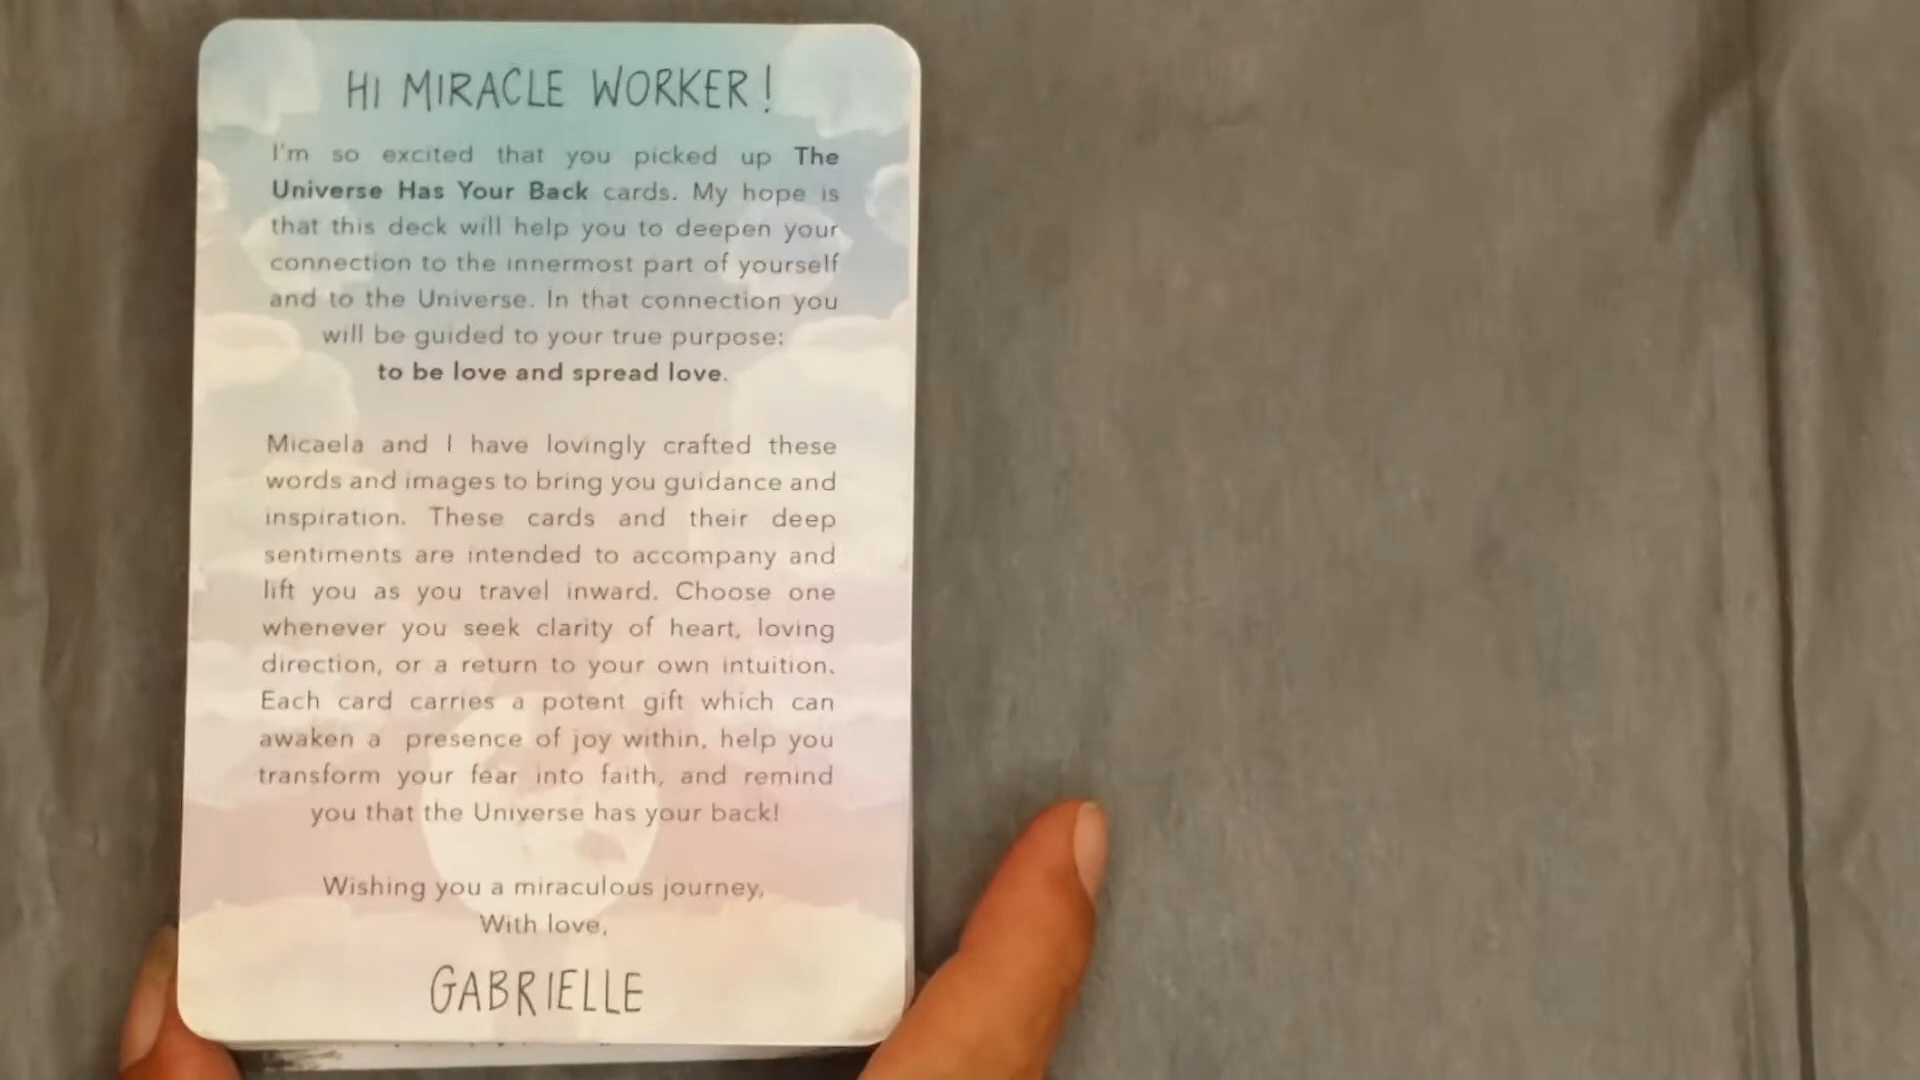 HI MIRACLE WORKER!
I'm so excited that you picked up The
Universe Has Your Back cards. My hope is
that this deck will help you to deepen your
connection to the innermost part of yourself
and to the Universe. In that connection you
will be guided to your true purpose:
to be love and spread love.
Micaela and I have lovingly crafted these
words and images to bring you guidance and
inspiration. These cards and their deep
sentiments are intended to accompany and
lift you as you travel inward. Choose one
whenever you seek clarity of heart, loving
direction, or a return to your own intuition.
Each card carries a potent gift which can
awaken a presence of joy within, help you
transform your fear into faith, and remind
you that the Universe has your back!
Wishing you a miraculous journey,
With love,
GABRIELLE